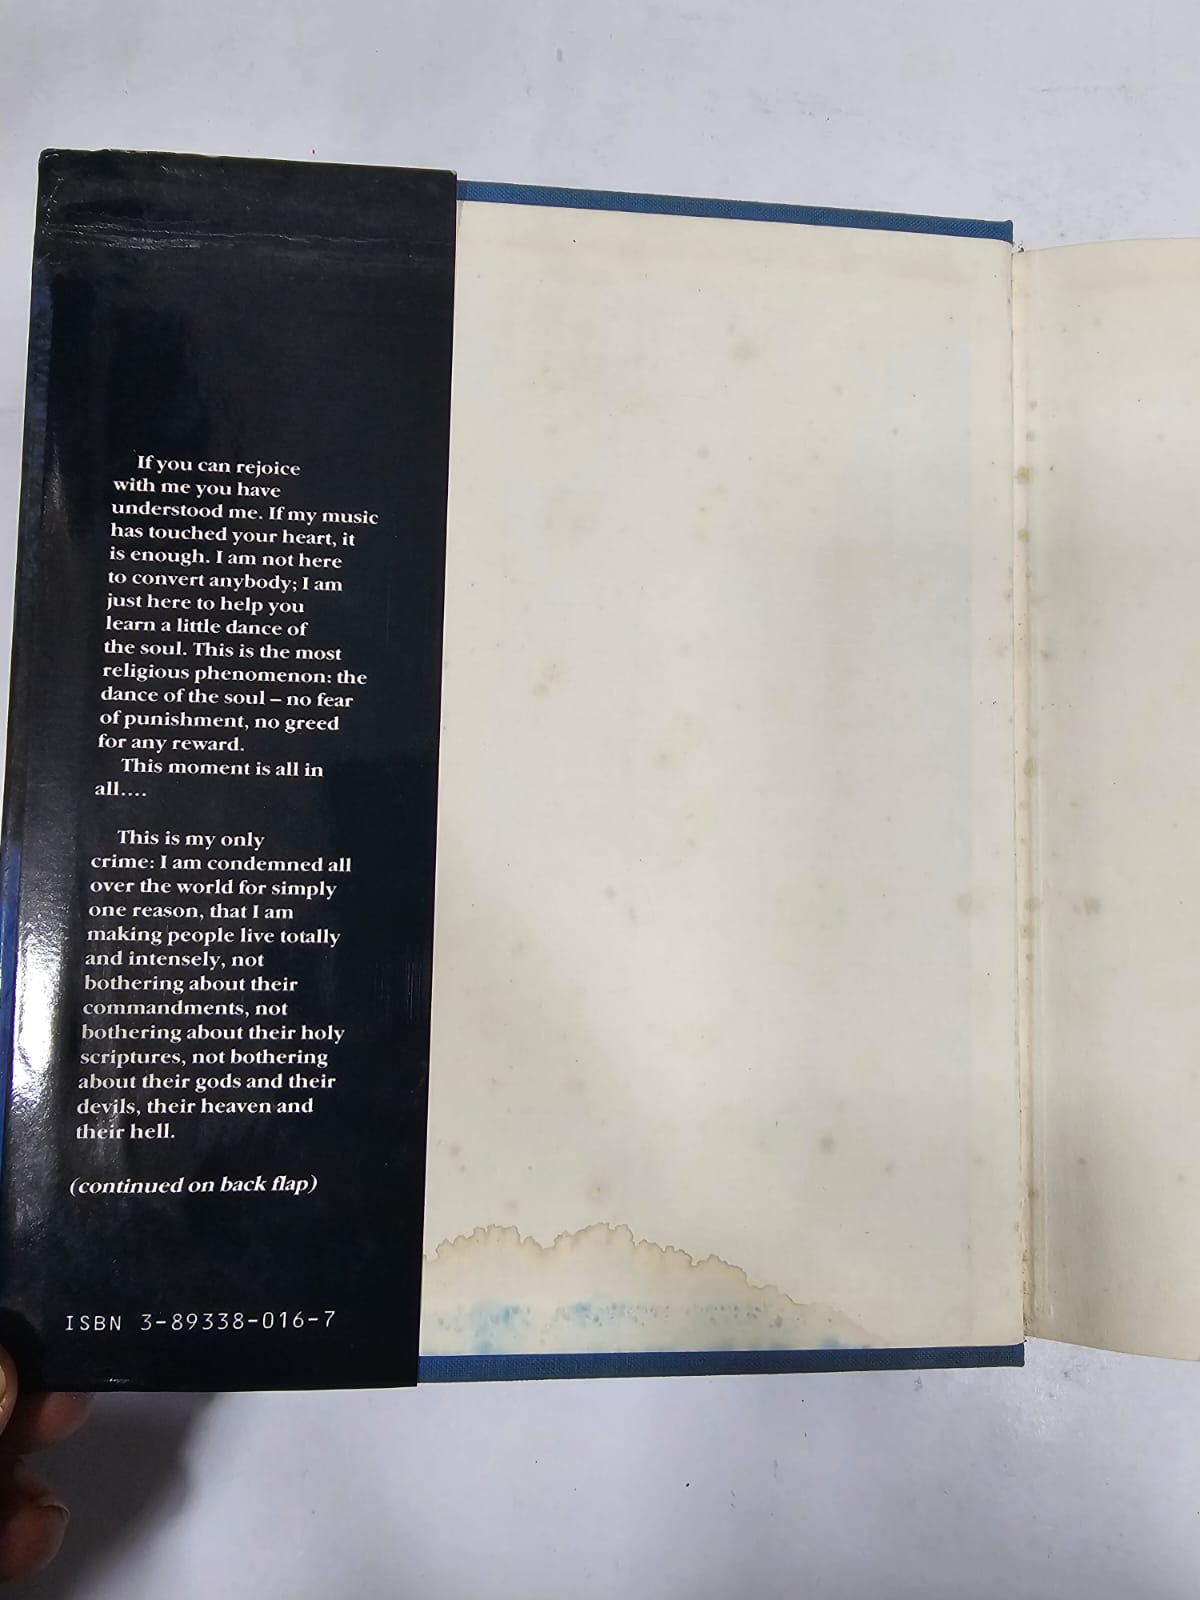 If you can rejoice
with me you have
understood me. If my music
has touched your heart, it
is enough. I am not here
to convert anybody; I am
just here to help you
learn a little dance of
the soul. This is the most
religious phenomenon: the
dance of the soul – no fear
of punishment, no greed
for any reward.
This moment is all in
all....
This is my only
crime: I am condemned all
over the world for simply
one reason, that I am
making people live totally
and intensely, not
bothering about their
commandments, not
bothering about their holy
scriptures, not bothering
about their gods and their
devils, their heaven and
their hell.
(continued on back flap)
ISBN 3-89338-016-7